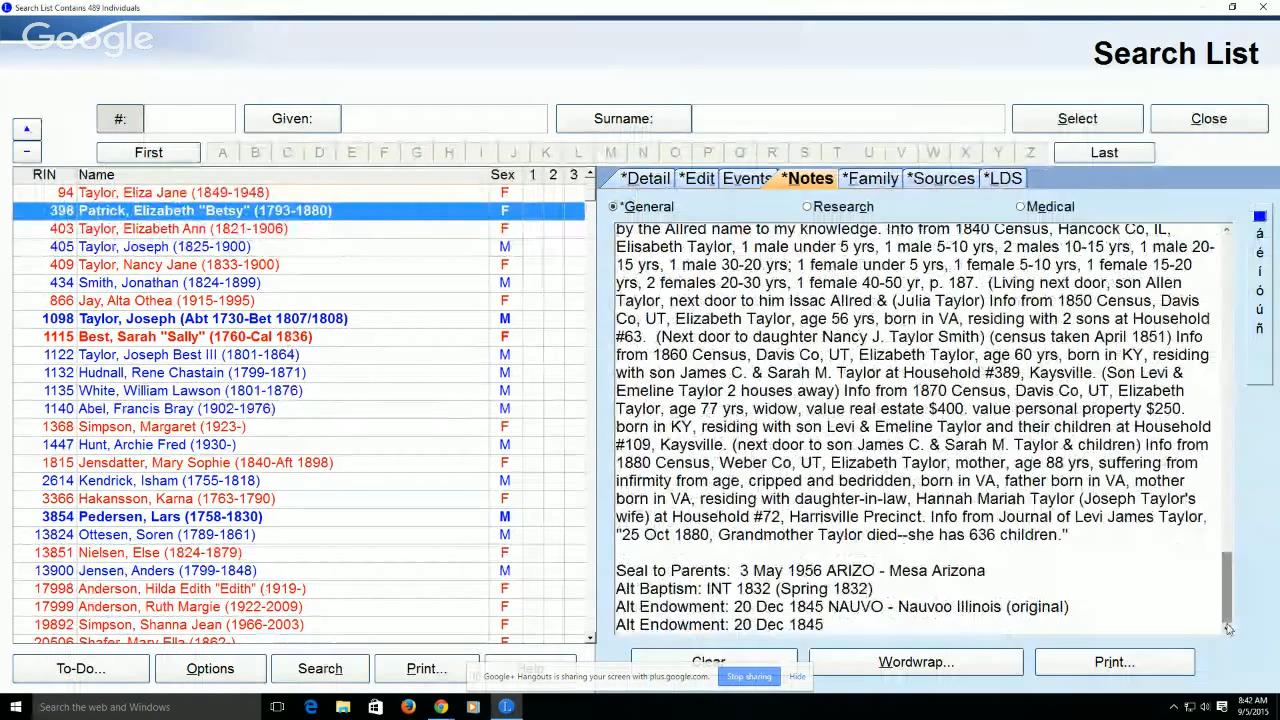 Search List Contains 489 Individuals
Google
Search List
#:
Given:
Surname:
Select
Close
First
A B C D E F G H I J K L M N O P Q R S T U V W X Y Z
Last
RIN Name Sex 1 2 3
94 Taylor, Eliza Jane (1849-1948) F
398 Patrick, Elizabeth "Betsy" (1793-1880) F
403 Taylor, Elizabeth Ann (1821-1906) F
405 Taylor, Joseph (1825-1900) M
409 Taylor, Nancy Jane (1833-1900) F
434 Smith, Jonathan (1824-1899) M
866 Jay, Alta Othea (1915-1995) F
1098 Taylor, Joseph (Abt 1730-Bet 1807/1808) M
1115 Best, Sarah "Sally" (1760-Cal 1836) F
1122 Taylor, Joseph Best III (1801-1864) M
1132 Hudnall, Rene Chastain (1799-1871) M
1135 White, William Lawson (1801-1876) M
1140 Abel, Francis Bray (1902-1976) M
1368 Simpson, Margaret (1923-) F
1447 Hunt, Archie Fred (1930-) M
1815 Jensdatter, Mary Sophie (1840-Aft 1898) F
2614 Kendrick, Isham (1755-1818) M
3366 Hakansson, Karna (1763-1790) F
3854 Pedersen, Lars (1758-1830) M
13824 Ottesen, Soren (1789-1861) M
13851 Nielsen, Else (1824-1879) F
13900 Jensen, Anders (1799-1848) M
17998 Anderson, Hilda Edith "Edith" (1919-) F
17999 Anderson, Ruth Margie (1922-2009) F
19892 Simpson, Shanna Jean (1966-2003) F
20506 Shafer, Mary Ella (1862-) F
*Detail *Edit Events *Notes *Family *Sources *LDS
*General Research Medical
by the Allred name to my knowledge. Info from 1840 Census, Hancock Co, IL,
Elisabeth Taylor, 1 male under 5 yrs, 1 male 5-10 yrs, 2 males 10-15 yrs, 1 male 20-
15 yrs, 1 male 30-20 yrs; 1 female under 5 yrs, 1 female 5-10 yrs, 1 female 15-20
yrs, 2 females 20-30 yrs, 1 female 40-50 yr, p. 187. (Living next door, son Allen
Taylor, next door to him Issac Allred & (Julia Taylor) Info from 1850 Census, Davis
Co, UT, Elizabeth Taylor, age 56 yrs, born in VA, residing with 2 sons at Household
#63. (Next door to daughter Nancy J. Taylor Smith) (census taken April 1851) Info
from 1860 Census, Davis Co, UT, Elizabeth Taylor, age 60 yrs, born in KY, residing
with son James C. & Sarah M. Taylor at Household #389, Kaysville. (Son Levi &
Emeline Taylor 2 houses away) Info from 1870 Census, Davis Co, UT, Elizabeth
Taylor, age 77 yrs, widow, value real estate $400. value personal property $250.
born in KY, residing with son Levi & Emeline Taylor and their children at Household
#109, Kaysville. (next door to son James C. & Sarah M. Taylor & children) Info from
1880 Census, Weber Co, UT, Elizabeth Taylor, mother, age 88 yrs, suffering from
infirmity from age, cripped and bedridden, born in VA, father born in VA, mother
born in VA, residing with daughter-in-law, Hannah Mariah Taylor (Joseph Taylor's
wife) at Household #72, Harrisville Precinct. Info from Journal of Levi James Taylor,
"25 Oct 1880, Grandmother Taylor died--she has 636 children."
Seal to Parents: 3 May 1956 ARIZO - Mesa Arizona
Alt Baptism: INT 1832 (Spring 1832)
Alt Endowment: 20 Dec 1845 NAUVO - Nauvoo Illinois (original)
Alt Endowment: 20 Dec 1845
á
é
í
ó
ú
ñ
To-Do...
Options
Search
Print...
Help
Clear
Wordwrap...
Print...
Google+ Hangouts is sharing your screen with plus.google.com.
Stop sharing
Hide
Search the web and Windows
8:42 AM
9/5/2015